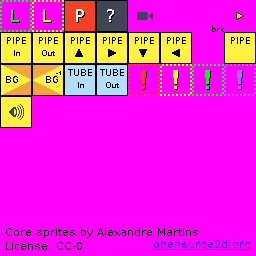 L L P ?
brk
PIPE PIPE PIPE PIPE PIPE PIPE
In Out
BG BG TUBE TUBE ! ! ! !
In Out
Core sprites by Alexandre Martins
License: CC-0 opensurge2d.org